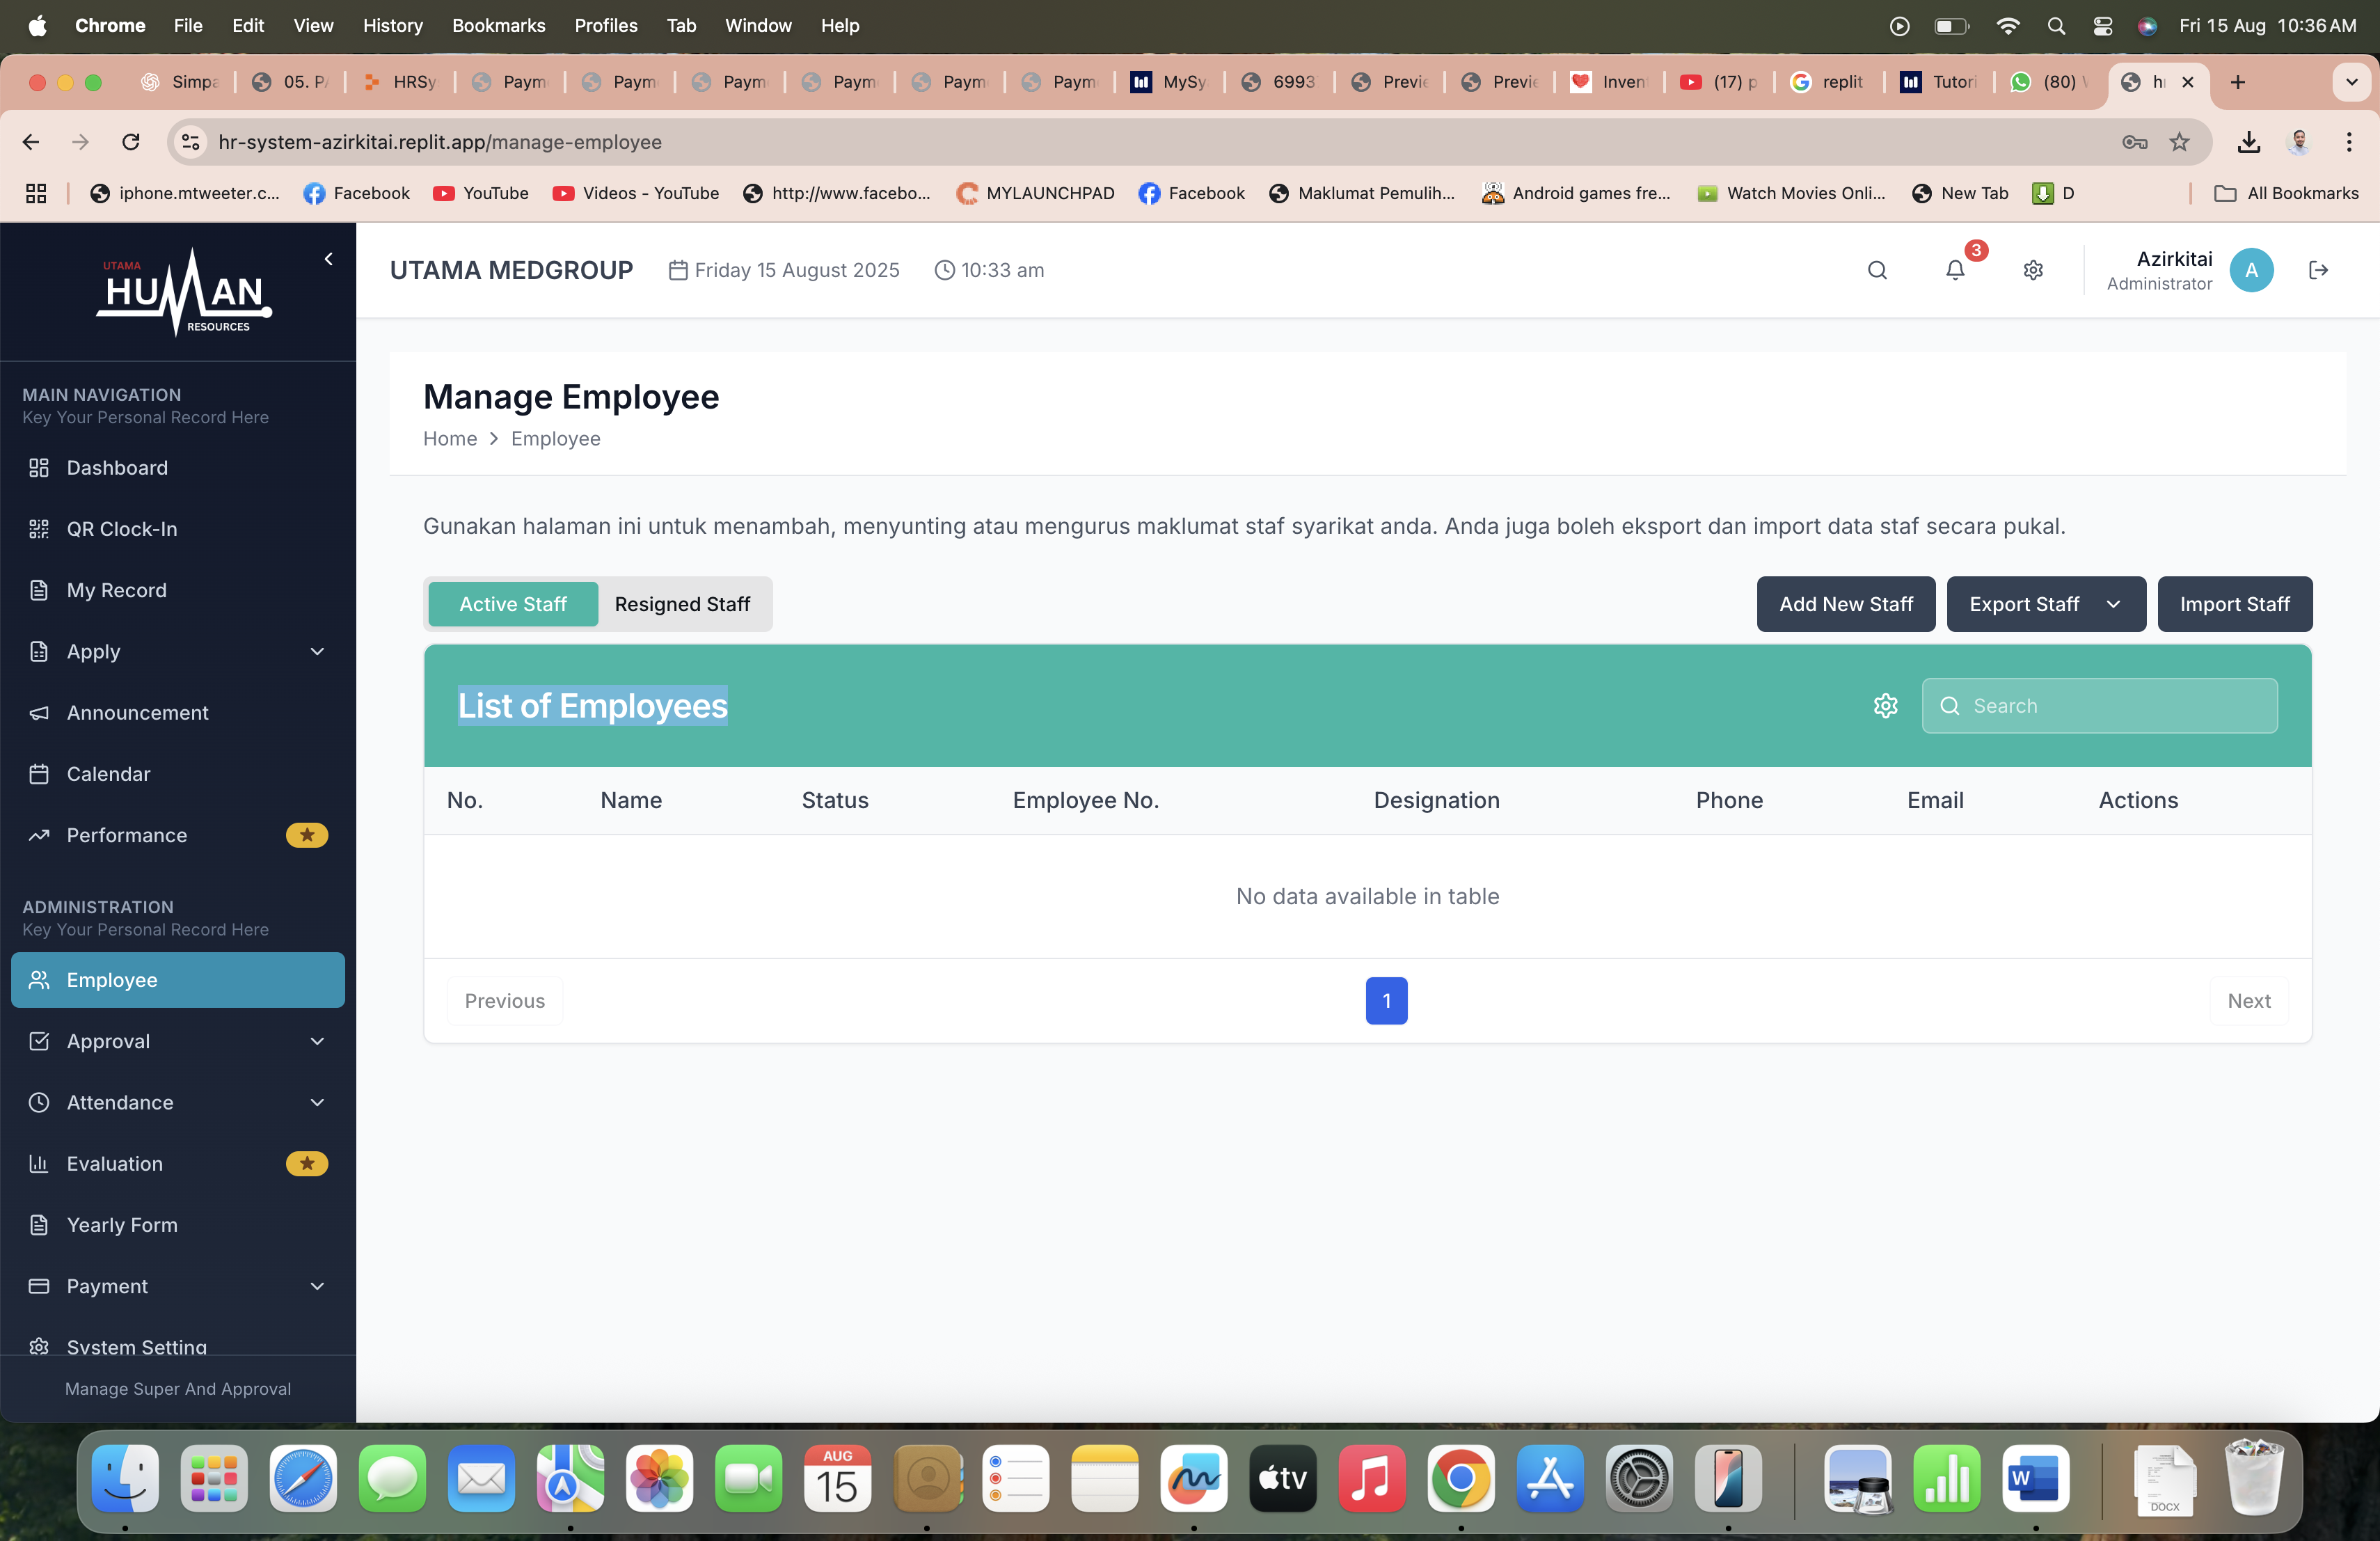 Chrome File Edit View History Bookmarks Profiles Tab Window Help Fri 15 Aug 10:36 AM
Simpa 05. P HRSy Paym Paym Paym Paym Paym Paym MySy 6993 Previe Previe Inven (17) p replit Tutori (80) h
hr-system-azirkitai.replit.app/manage-employee
iphone.mtweeter.c... Facebook YouTube Videos - YouTube http://www.facebo... MYLAUNCHPAD Facebook Maklumat Pemulih... Android games fre... Watch Movies Onli... New Tab D All Bookmarks
UTAMA
HUMAN
RESOURCES
UTAMA MEDGROUP Friday 15 August 2025 10:33 am 3 Azirkitai
Administrator
A
MAIN NAVIGATION
Key Your Personal Record Here
Dashboard
QR Clock-In
My Record
Apply
Announcement
Calendar
Performance
ADMINISTRATION
Key Your Personal Record Here
Employee
Approval
Attendance
Evaluation
Yearly Form
Payment
System Setting
Manage Super And Approval
Manage Employee
Home > Employee
Gunakan halaman ini untuk menambah, menyunting atau mengurus maklumat staf syarikat anda. Anda juga boleh eksport dan import data staf secara pukal.
Active Staff Resigned Staff Add New Staff Export Staff Import Staff
List of Employees Search
No. Name Status Employee No. Designation Phone Email Actions
No data available in table
Previous 1 Next
AUG
15
tv
W
DOCX